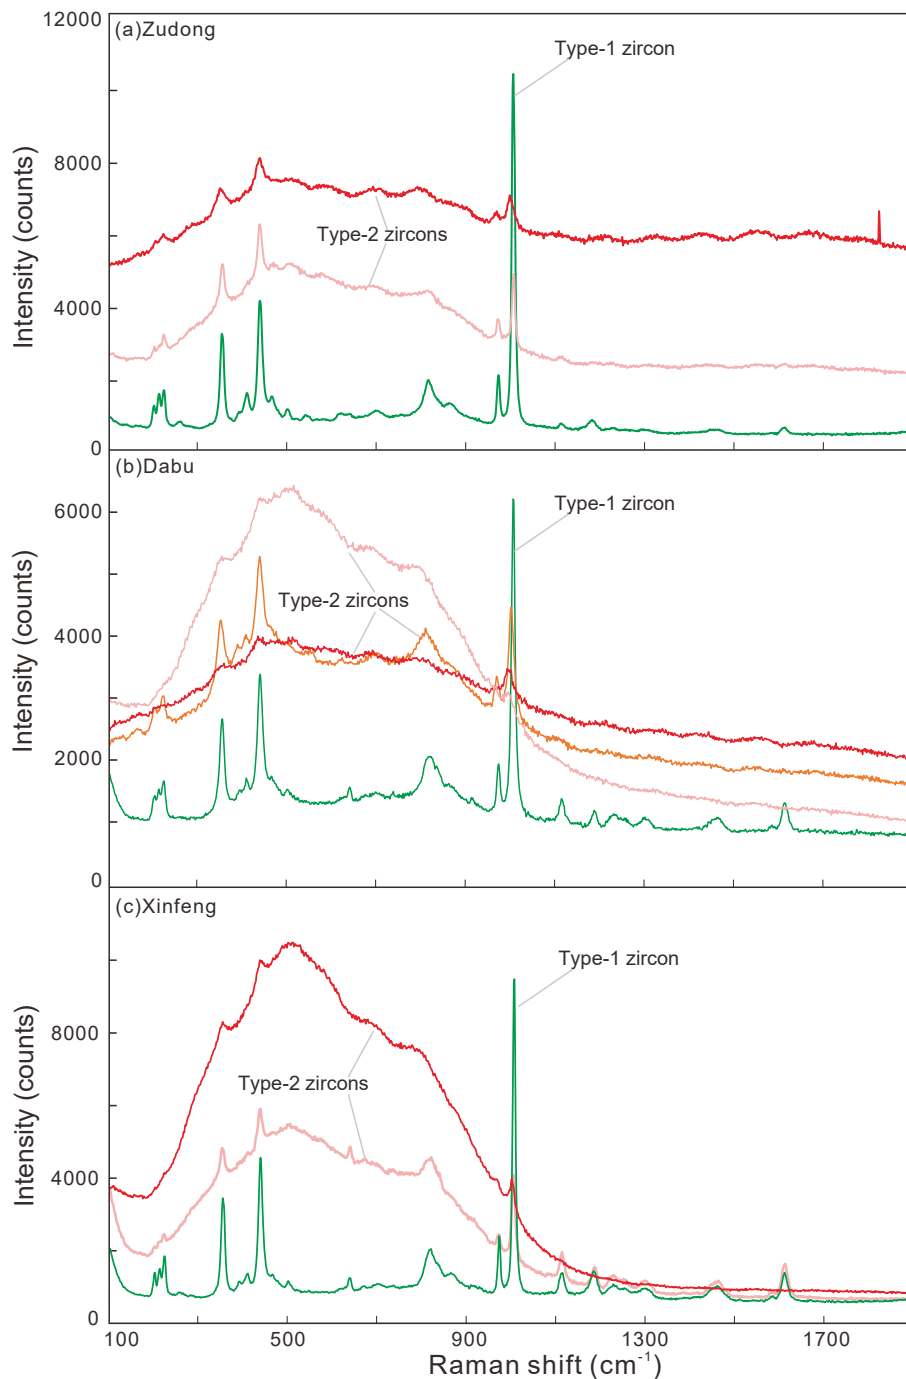 12000
(a)Zudong
Type-1 zircon
8000
Type-2 zircons
Intensity (counts)
4000
0
(b)Dabu
6000
Type-1 zircon
Type-2 zircons
4000
Intensity (counts)
2000
0
(c)Xinfeng
Type-1 zircon
8000
Type-2 zircons
Intensity (counts)
4000
0
100 500 900 1300 1700
Raman shift (cm⁻¹)